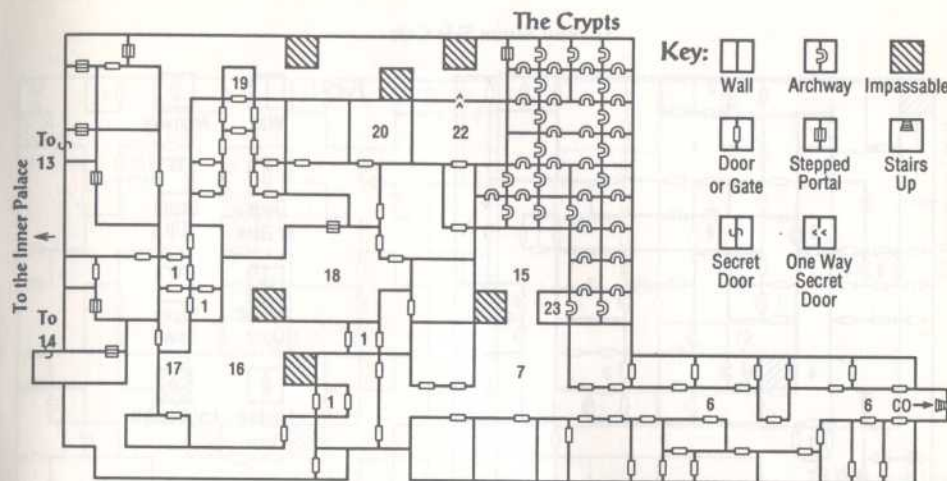 The Crypts
Key:
Wall
Archway
Impassable
Door
or Gate
Stepped
Portal
Stairs
Up
Secret
Door
One Way
Secret
Door
To the Inner Palace
To
13
To
14
19
20
22
1
1
18
15
23
1
17
16
1
7
6
6
CO